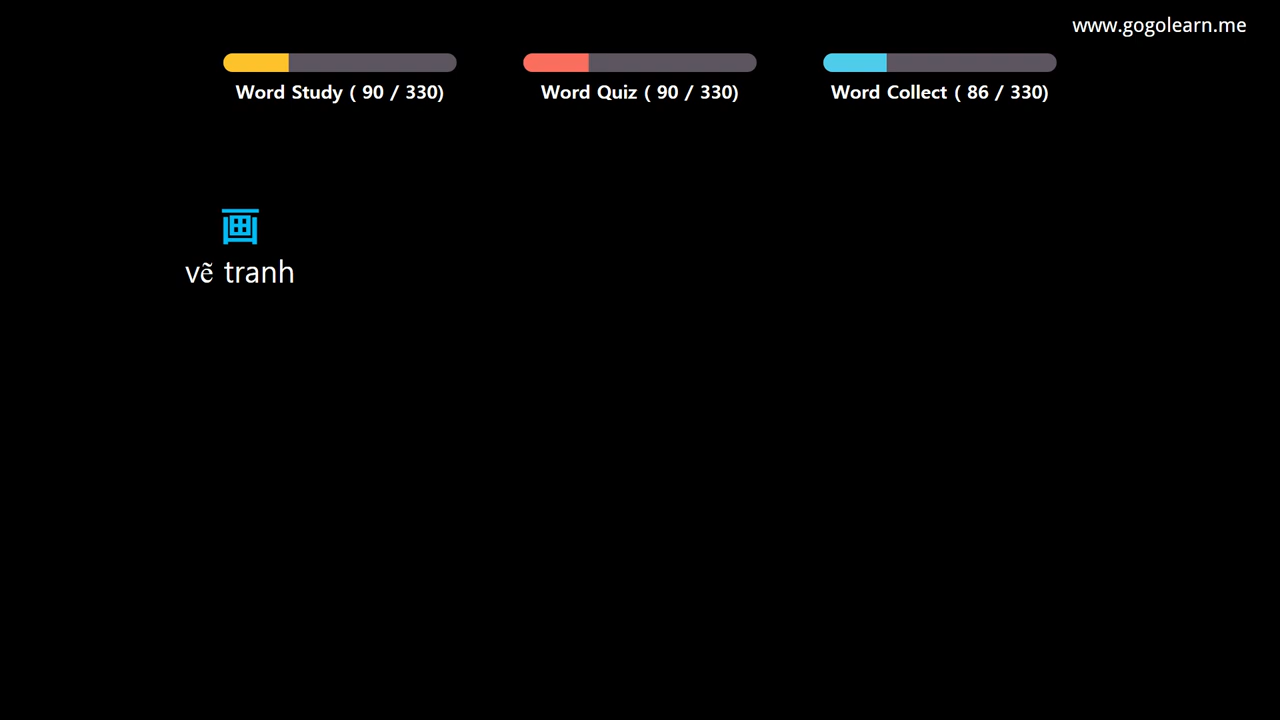 www.gogolearn.me
Word Study ( 90 / 330)
Word Quiz ( 90 / 330)
Word Collect ( 86 / 330)
画
vẽ tranh